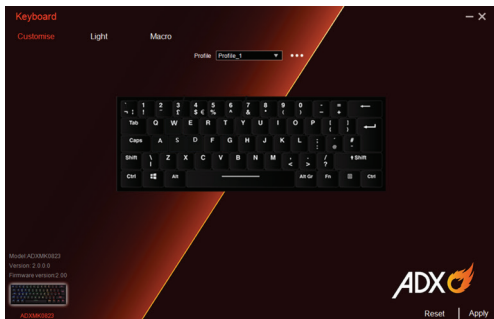 Keyboard
Customise Light Macro
Profile Profile_1
Tab Q W E R T Y U I O P
Caps A S D F G H J K L
Shift \ Z X C V B N M , . / Shift
Ctrl Alt Alt Gr Fn Ctrl
Model:ADXMK0823
Version: 2.0.0.0
Firmware version:2.00
ADXMK0823
ADX
Reset | Apply